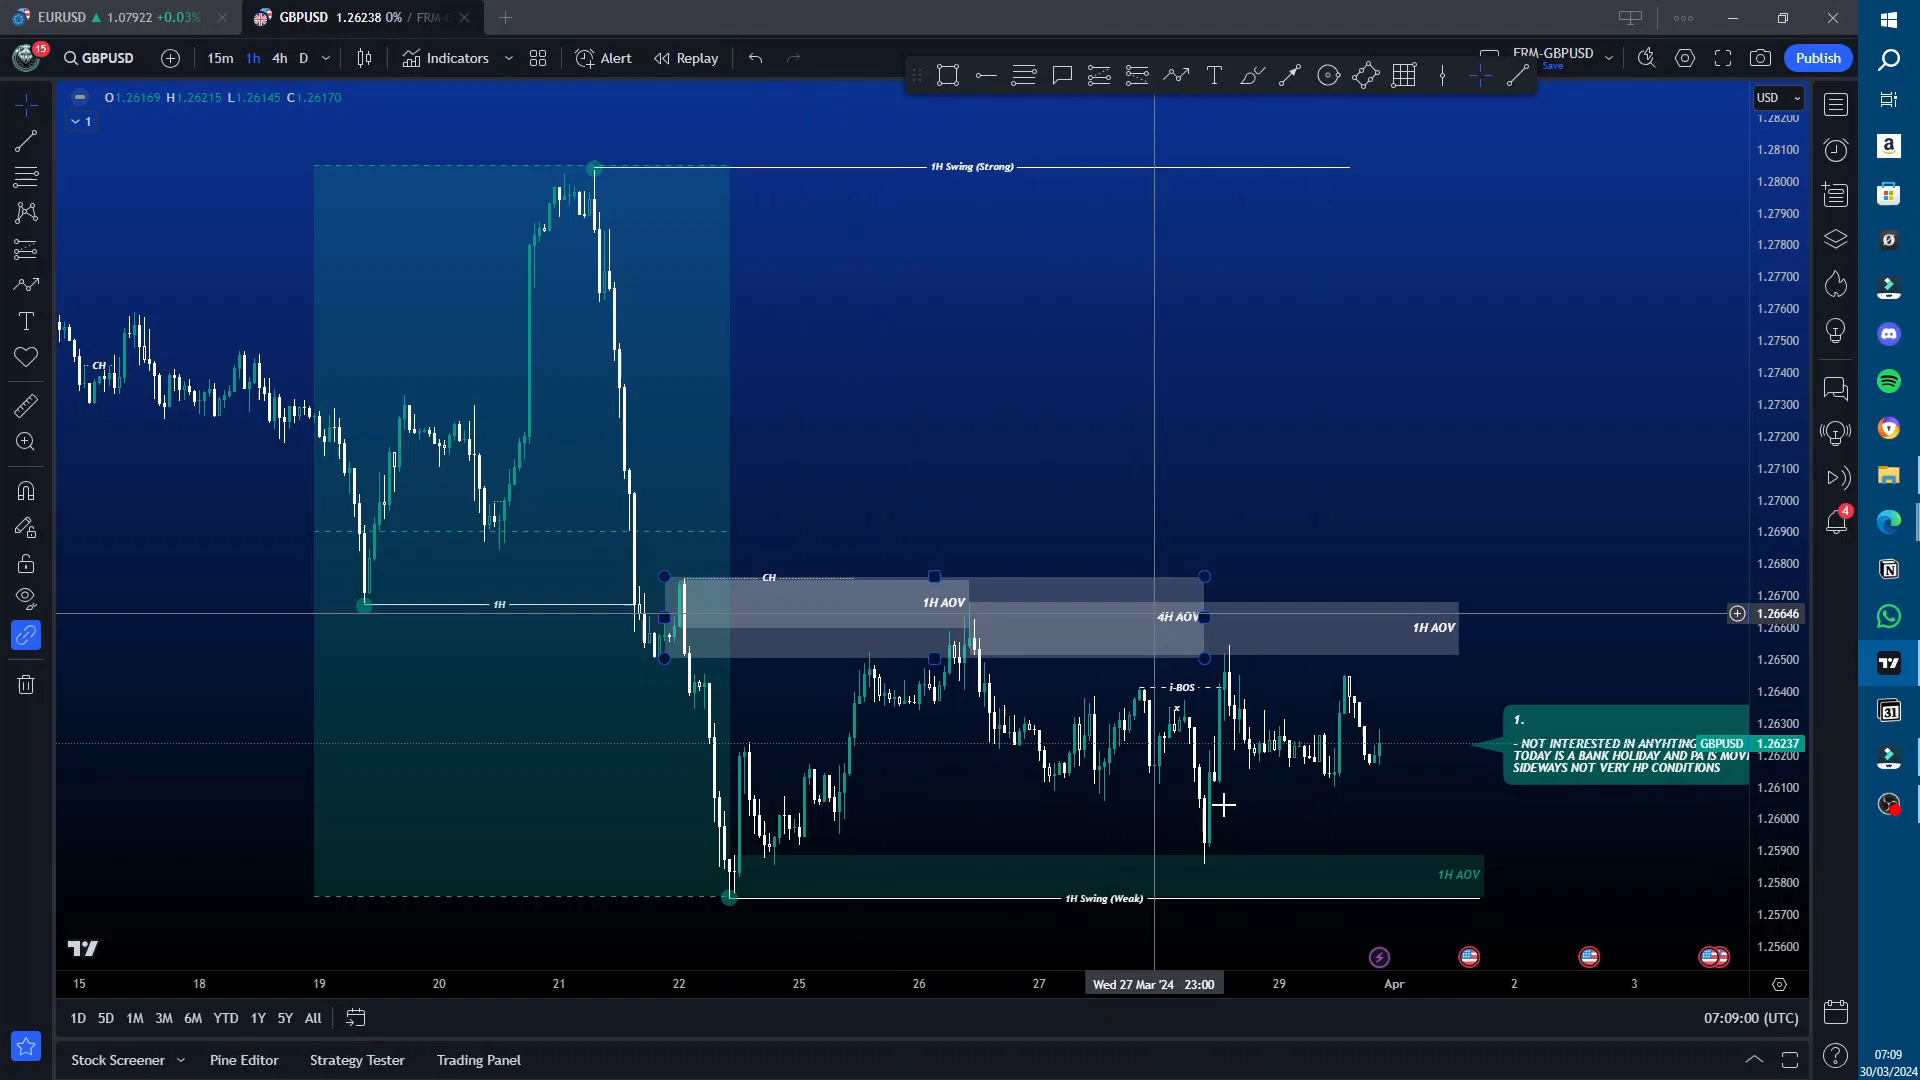 EURUSD ▲ 1.07922 +0.03%
GBPUSD 1.26238 0% / FRM-
15
GBPUSD
15m 1h 4h D
Indicators
Alert
Replay
FRM-GBPUSD
Save
Publish
O1.26169 H1.26215 L1.26145 C1.26170
1
USD
1.28200
1.28100
1.28000
1.27900
1.27800
1.27700
1.27600
1.27500
1.27400
1.27300
1.27200
1.27100
1.27000
1.26900
1.26800
1.26700
1.26646
1.26600
1.26500
1.26400
1.26300
GBPUSD 1.26237
1.26200
1.26100
1.26000
1.25900
1.25800
1.25700
1.25600
1H Swing (Strong)
CH
CH
1H
1H AOV
4H AOV
1H AOV
i-BOS
x
1.
- NOT INTERESTED IN ANYHTING
TODAY IS A BANK HOLIDAY AND PA IS MOVI
SIDEWAYS NOT VERY HP CONDITIONS
1H AOV
1H Swing (Weak)
15 18 19 20 21 22 25 26 27 Wed 27 Mar '24 23:00 29 Apr 2 3
1D 5D 1M 3M 6M YTD 1Y 5Y All
07:09:00 (UTC)
Stock Screener
Pine Editor
Strategy Tester
Trading Panel
4
31
07:09
30/03/2024